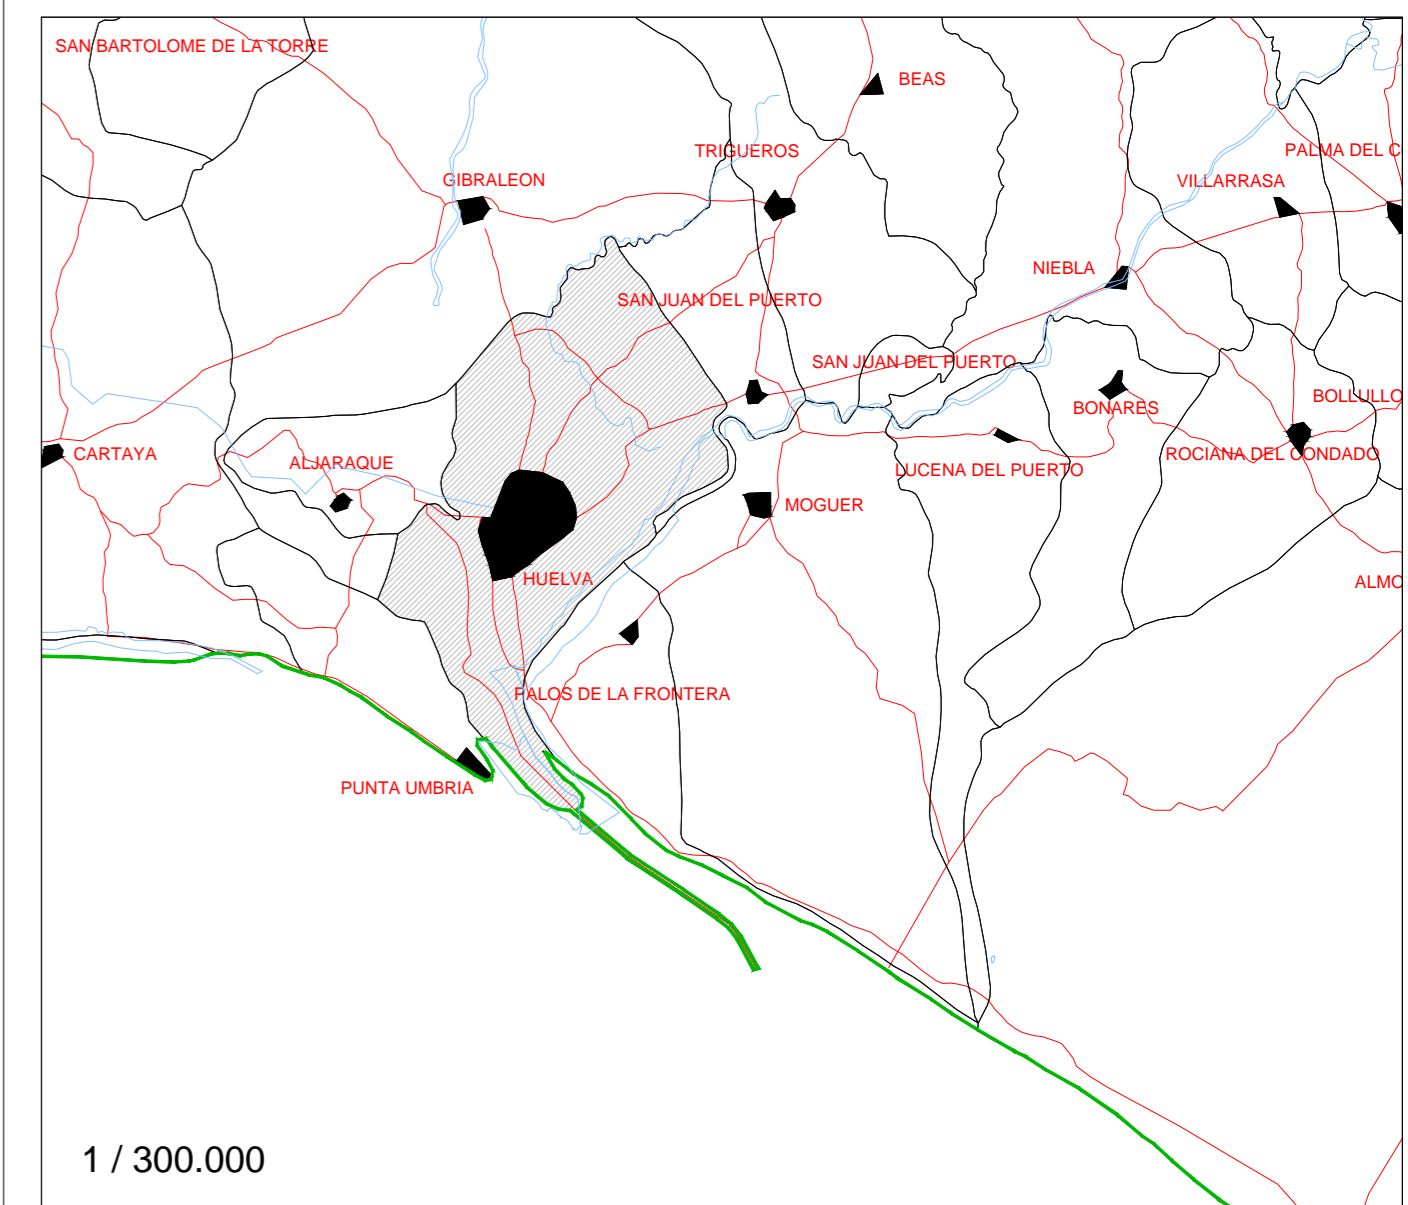 SAN BARTOLOME DE LA TORRE
BEAS
TRIGUEROS
PALMA DEL C
GIBRALEON
VILLARRASA
NIEBLA
SAN JUAN DEL PUERTO
SAN JUAN DEL PUERTO
BOLLULLO
BONARES
CARTAYA
ALJARAQUE
LUCENA DEL PUERTO
ROCIANA DEL CONDADO
MOGUER
HUELVA
ALMO
PALOS DE LA FRONTERA
PUNTA UMBRIA
1 / 300.000